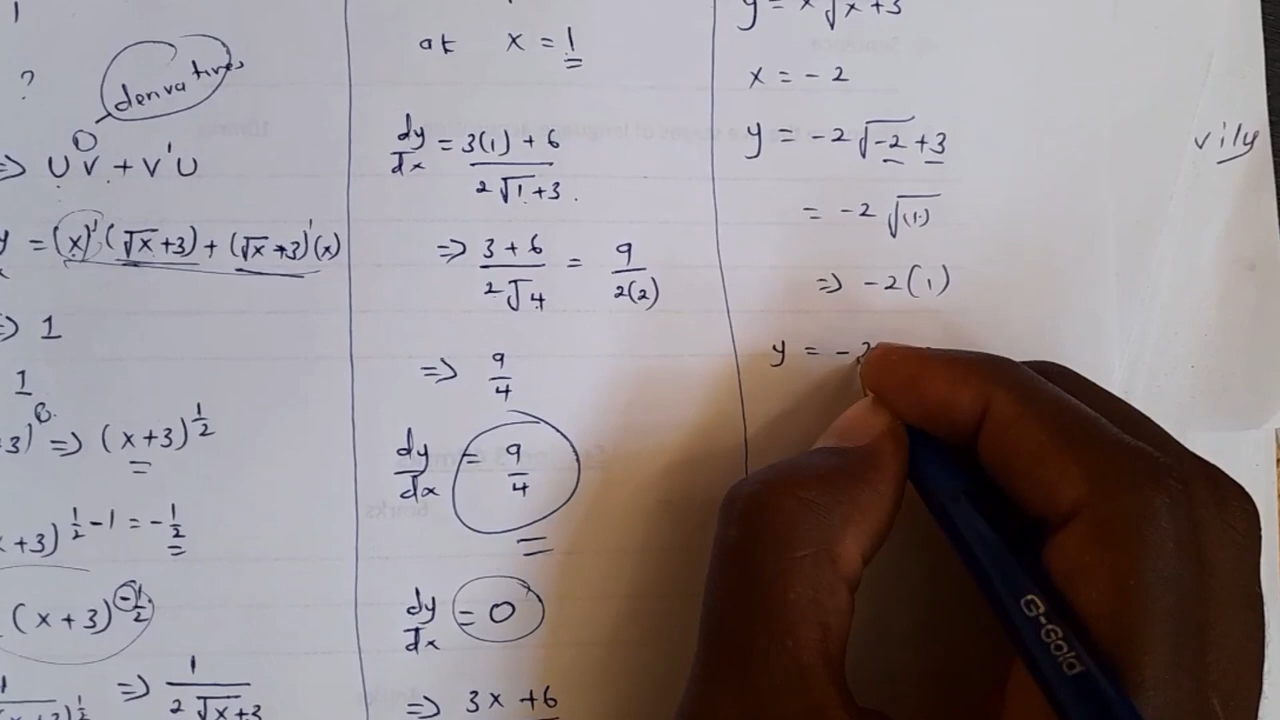 ?
derivatives
=> UV + V'U
= (x)' (√x+3) + (√x+3)'(x)
=> 1
1
3) => (x+3)^½
x+3)^½-1 = -½
(x+3)^-½
=> 1/2√x+3
at x = 1
dy/dx = 3(1) + 6 / 2√1+3.
=> 3+6/2√4 = 9/2(2)
=> 9/4
dy/dx = 9/4
dy/dx = 0
=> 3x + 6
y = x√x+3
x = -2
y = -2√-2+3
= -2√(1)
=> -2(1)
y = -2
vily
G-Gold